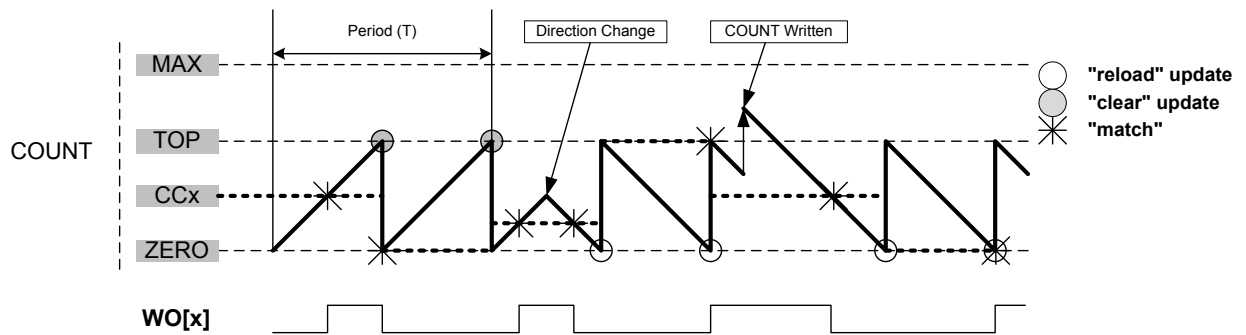 Period (T)
Direction Change
COUNT Written
MAX
"reload" update
"clear" update
TOP
"match"
COUNT
CCx
ZERO
WO[x]